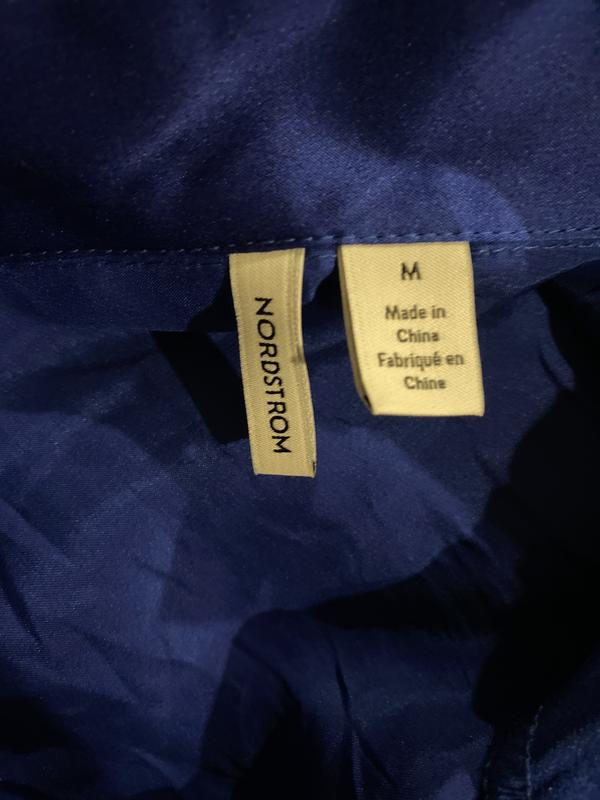 NORDSTROM
M
Made in
China
Fabriqué en
Chine